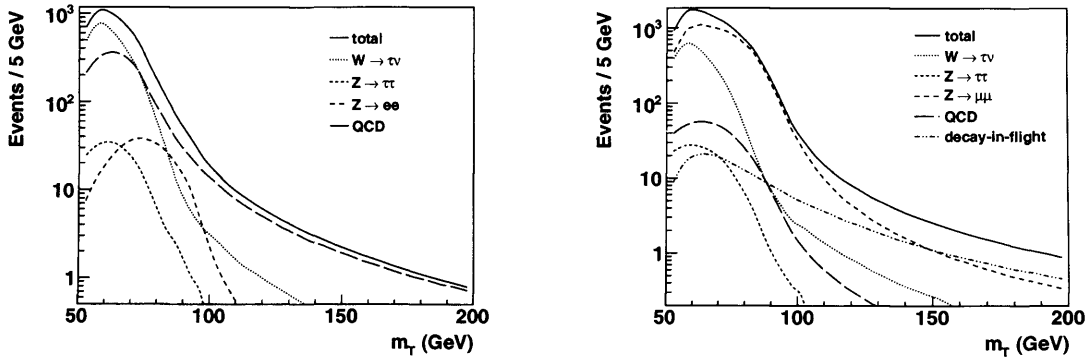 Events / 5 GeV
10³
10²
10
1
50
100
150
200
m_T (GeV)
total
W → τν
Z → ττ
Z → ee
QCD
Events / 5 GeV
10³
10²
10
1
50
100
150
200
m_T (GeV)
total
W → τν
Z → ττ
Z → μμ
QCD
decay-in-flight